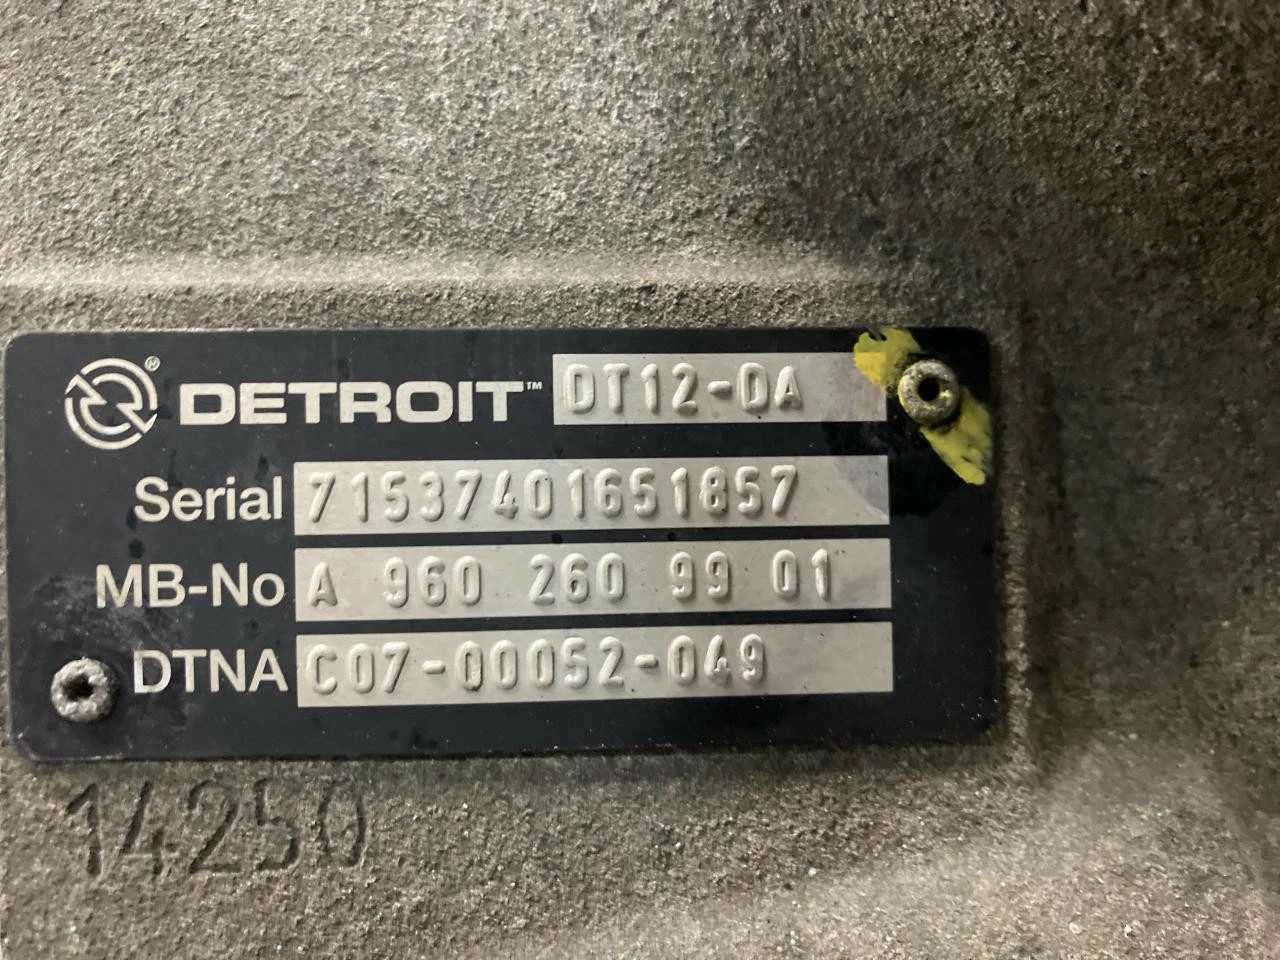 ® DETROIT™ DT12-DA
Serial 71537401651857
MB-No A 960 260 99 01
DTNA C07-00052-049
14250